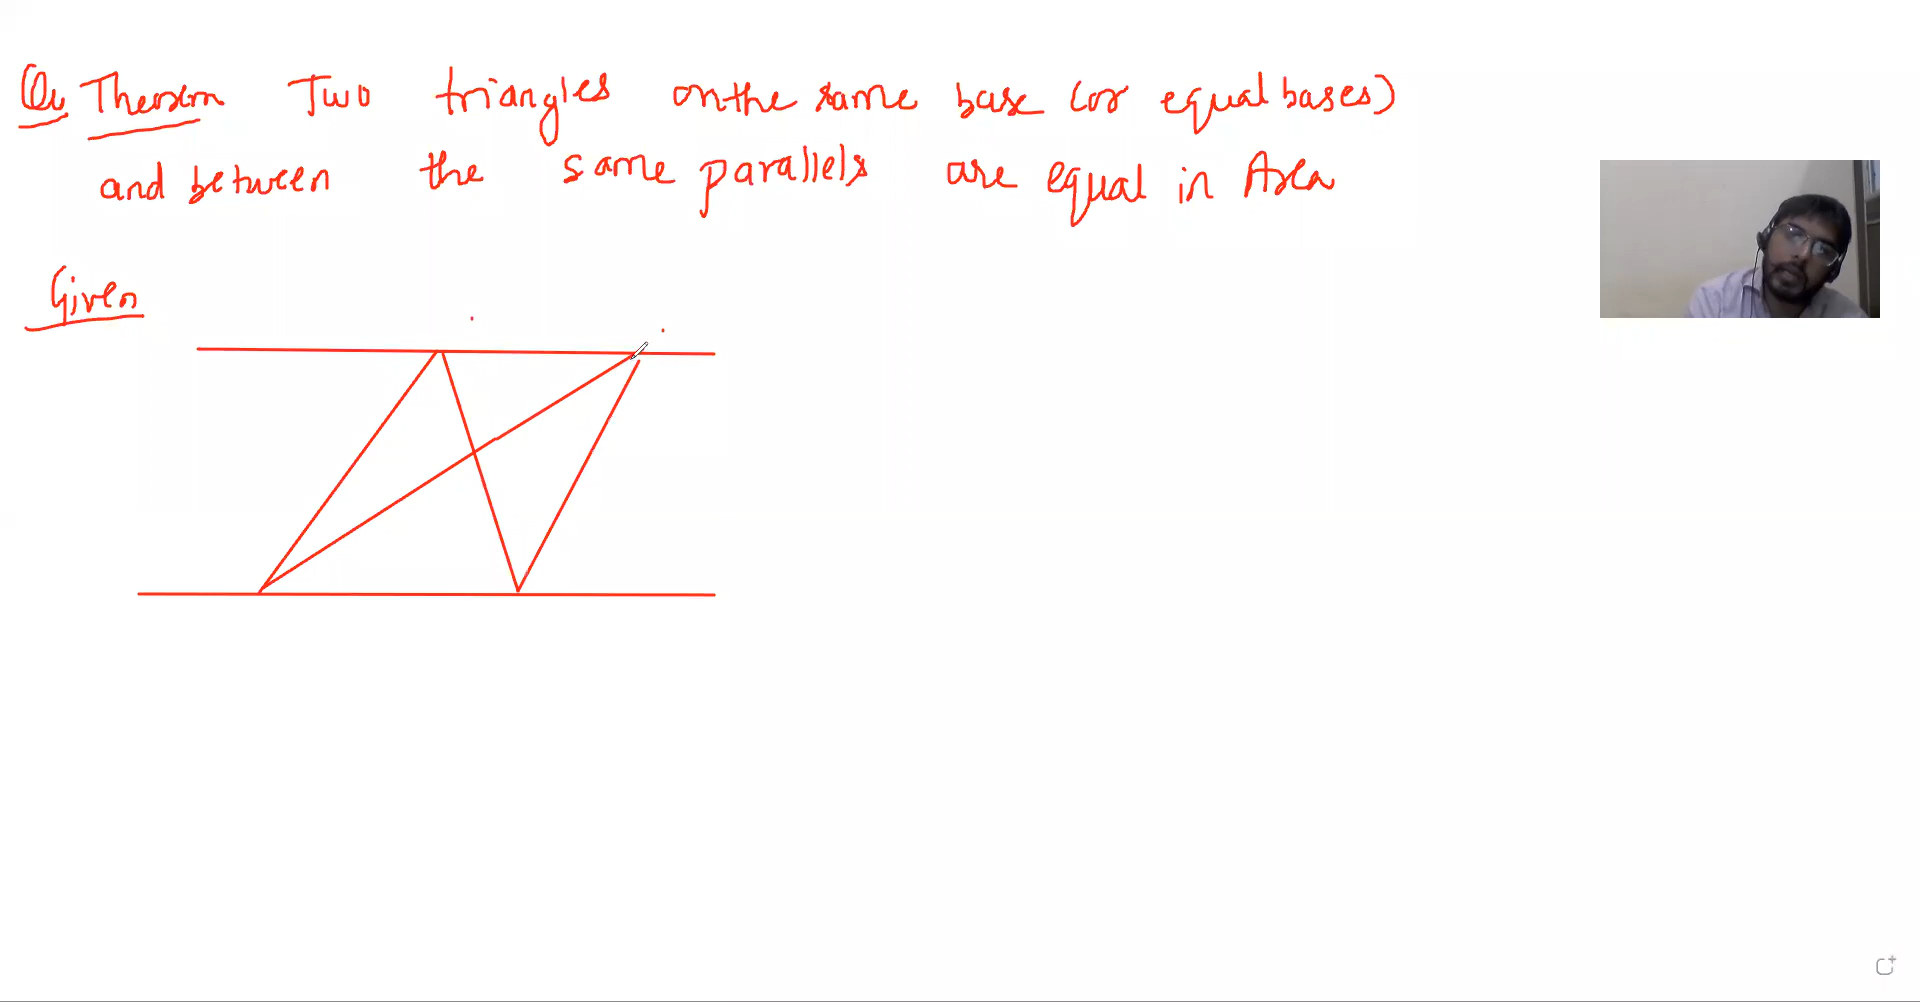 Qu Theorem Two triangles on the same base (or equal bases)
and between the same parallels are equal in Area
Given